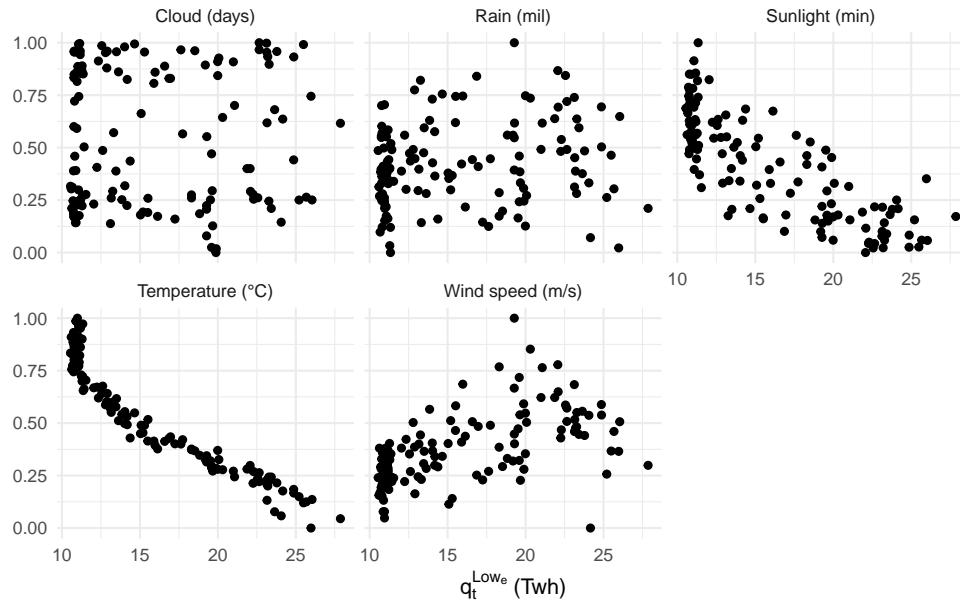 Cloud (days) Rain (mil) Sunlight (min)
1.00
0.75
0.50
0.25
0.00
10 15 20 25
Temperature (°C) Wind speed (m/s)
1.00
0.75
0.50
0.25
0.00
10 15 20 25 10 15 20 25
q_t^{Low_e} (Twh)